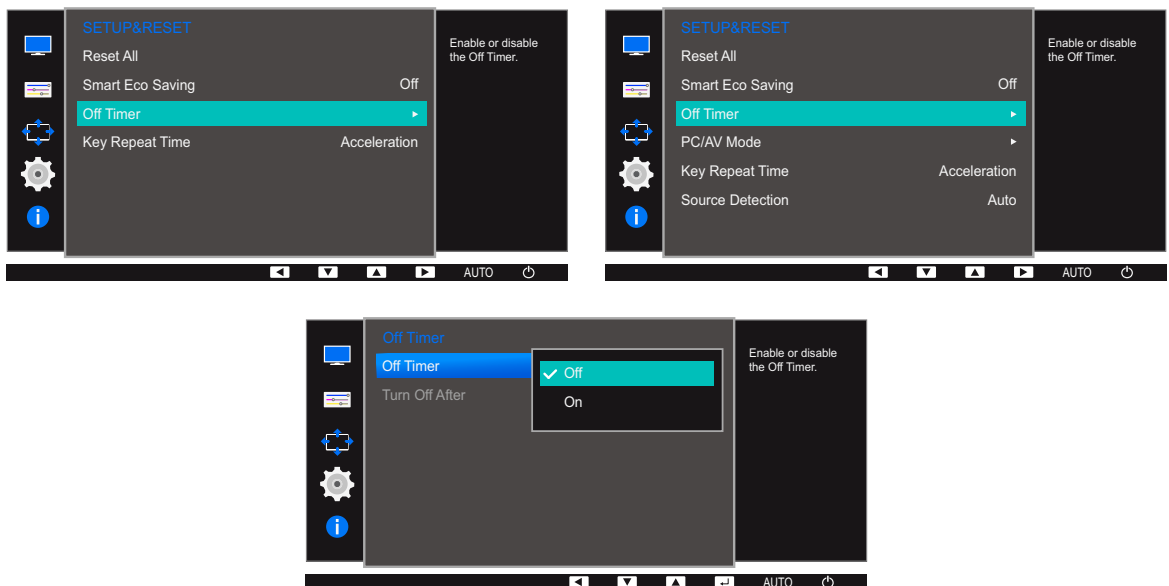 SETUP&RESET
Reset All
Smart Eco Saving Off
Off Timer
Key Repeat Time Acceleration
Enable or disable
the Off Timer.
AUTO
SETUP&RESET
Reset All
Smart Eco Saving Off
Off Timer
PC/AV Mode
Key Repeat Time Acceleration
Source Detection Auto
Enable or disable
the Off Timer.
AUTO
Off Timer
Off Timer
Off
Turn Off After
On
Enable or disable
the Off Timer.
AUTO